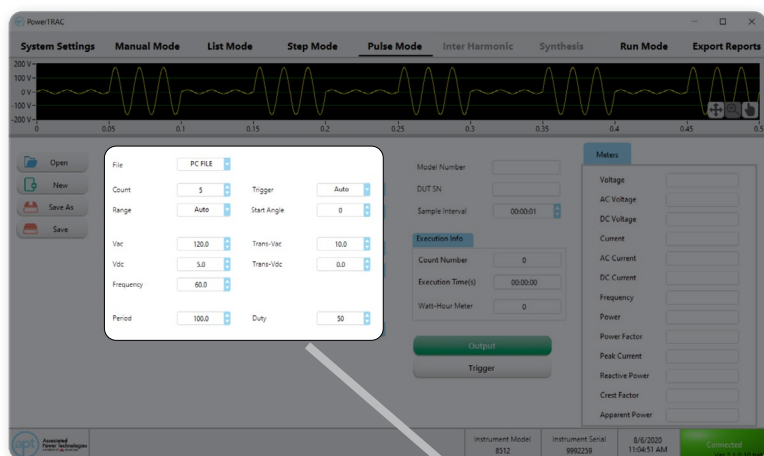 PowerTRAC
System Settings Manual Mode List Mode Step Mode Pulse Mode Inter Harmonic Synthesis Run Mode Export Reports
200 V
100 V
0 V
-100 V
-200 V
0 0.05 0.1 0.15 0.2 0.25 0.3 0.35 0.4 0.45 0.5
Open
New
Save As
Save
File PC FILE
Count 5 Trigger Auto
Range Auto Start Angle 0
Vac 120.0 Trans-Vac 10.0
Vdc 5.0 Trans-Vdc 0.0
Frequency 60.0
Period 100.0 Duty 50
Model Number
DUT SN
Sample Interval 00:00:01
Execution Info
Count Number 0
Execution Time(s) 00:00:00
Watt-Hour Meter 0
Output
Trigger
Meters
Voltage
AC Voltage
DC Voltage
Current
AC Current
DC Current
Frequency
Power
Power Factor
Peak Current
Reactive Power
Crest Factor
Apparent Power
apt Associated
Power Technologies
Instrument Model
8512
Instrument Serial
9992259
8/6/2020
11:04:51 AM
Connected